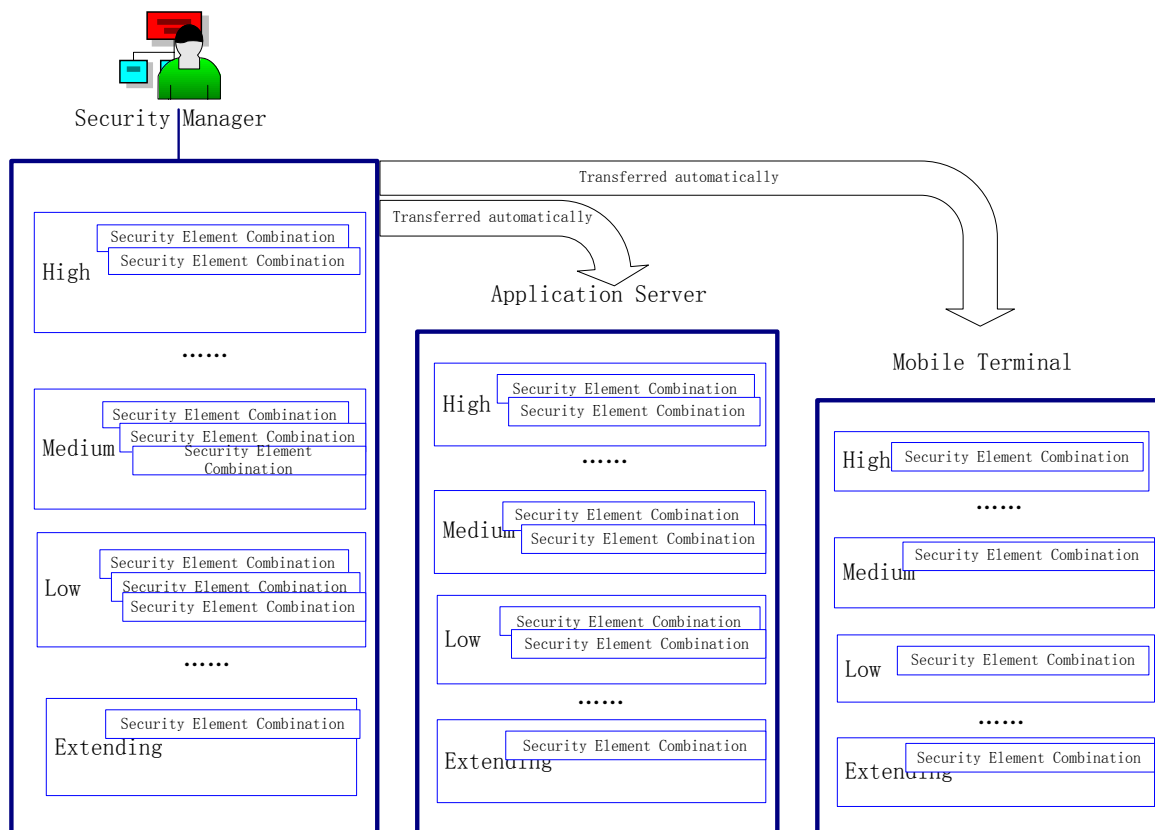 Security Manager
Transferred automatically
Transferred automatically
High
Security Element Combination
Security Element Combination
……
Medium
Security Element Combination
Security Element Combination
Security Element
Combination
Low
Security Element Combination
Security Element Combination
Security Element Combination
……
Extending
Security Element Combination
Application Server
High
Security Element Combination
Security Element Combination
……
Medium
Security Element Combination
Security Element Combination
Low
Security Element Combination
Security Element Combination
……
Extending
Security Element Combination
Mobile Terminal
High
Security Element Combination
……
Medium
Security Element Combination
Low
Security Element Combination
……
Extending
Security Element Combination